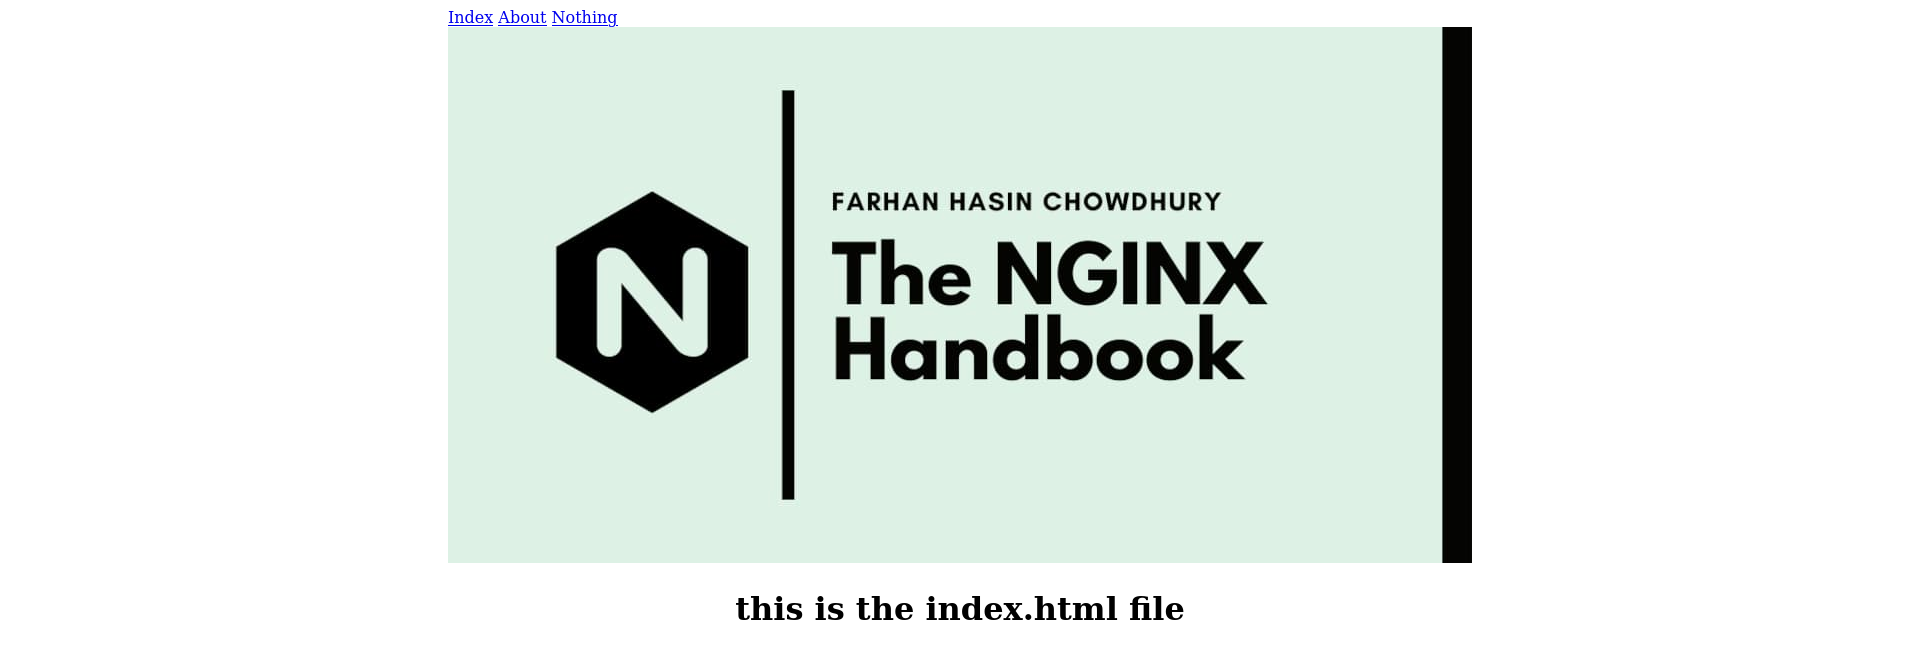 Index About Nothing
FARHAN HASIN CHOWDHURY
N
The NGINX
Handbook
this is the index.html file